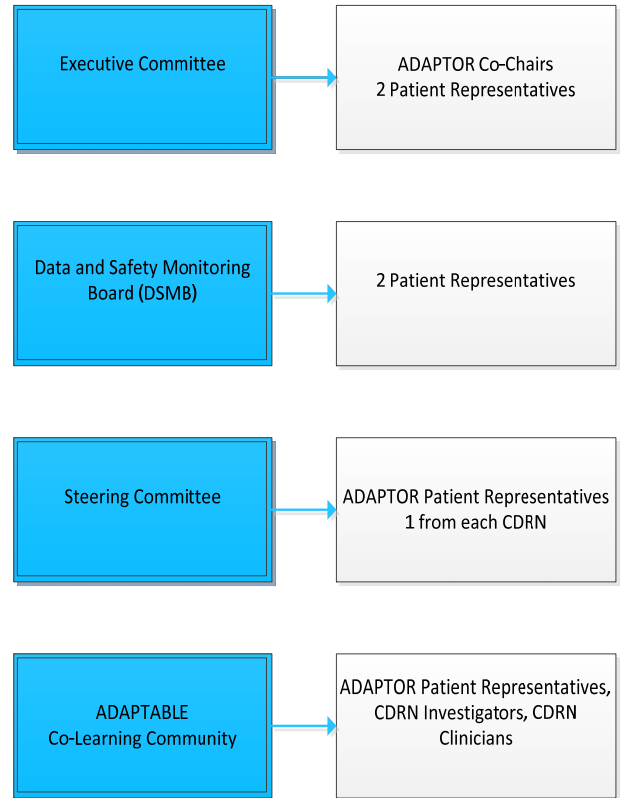 Executive Committee
ADAPTOR Co-Chairs
2 Patient Representatives
Data and Safety Monitoring
Board (DSMB)
2 Patient Representatives
Steering Committee
ADAPTOR Patient Representatives
1 from each CDRN
ADAPTABLE
Co-Learning Community
ADAPTOR Patient Representatives,
CDRN Investigators, CDRN
Clinicians